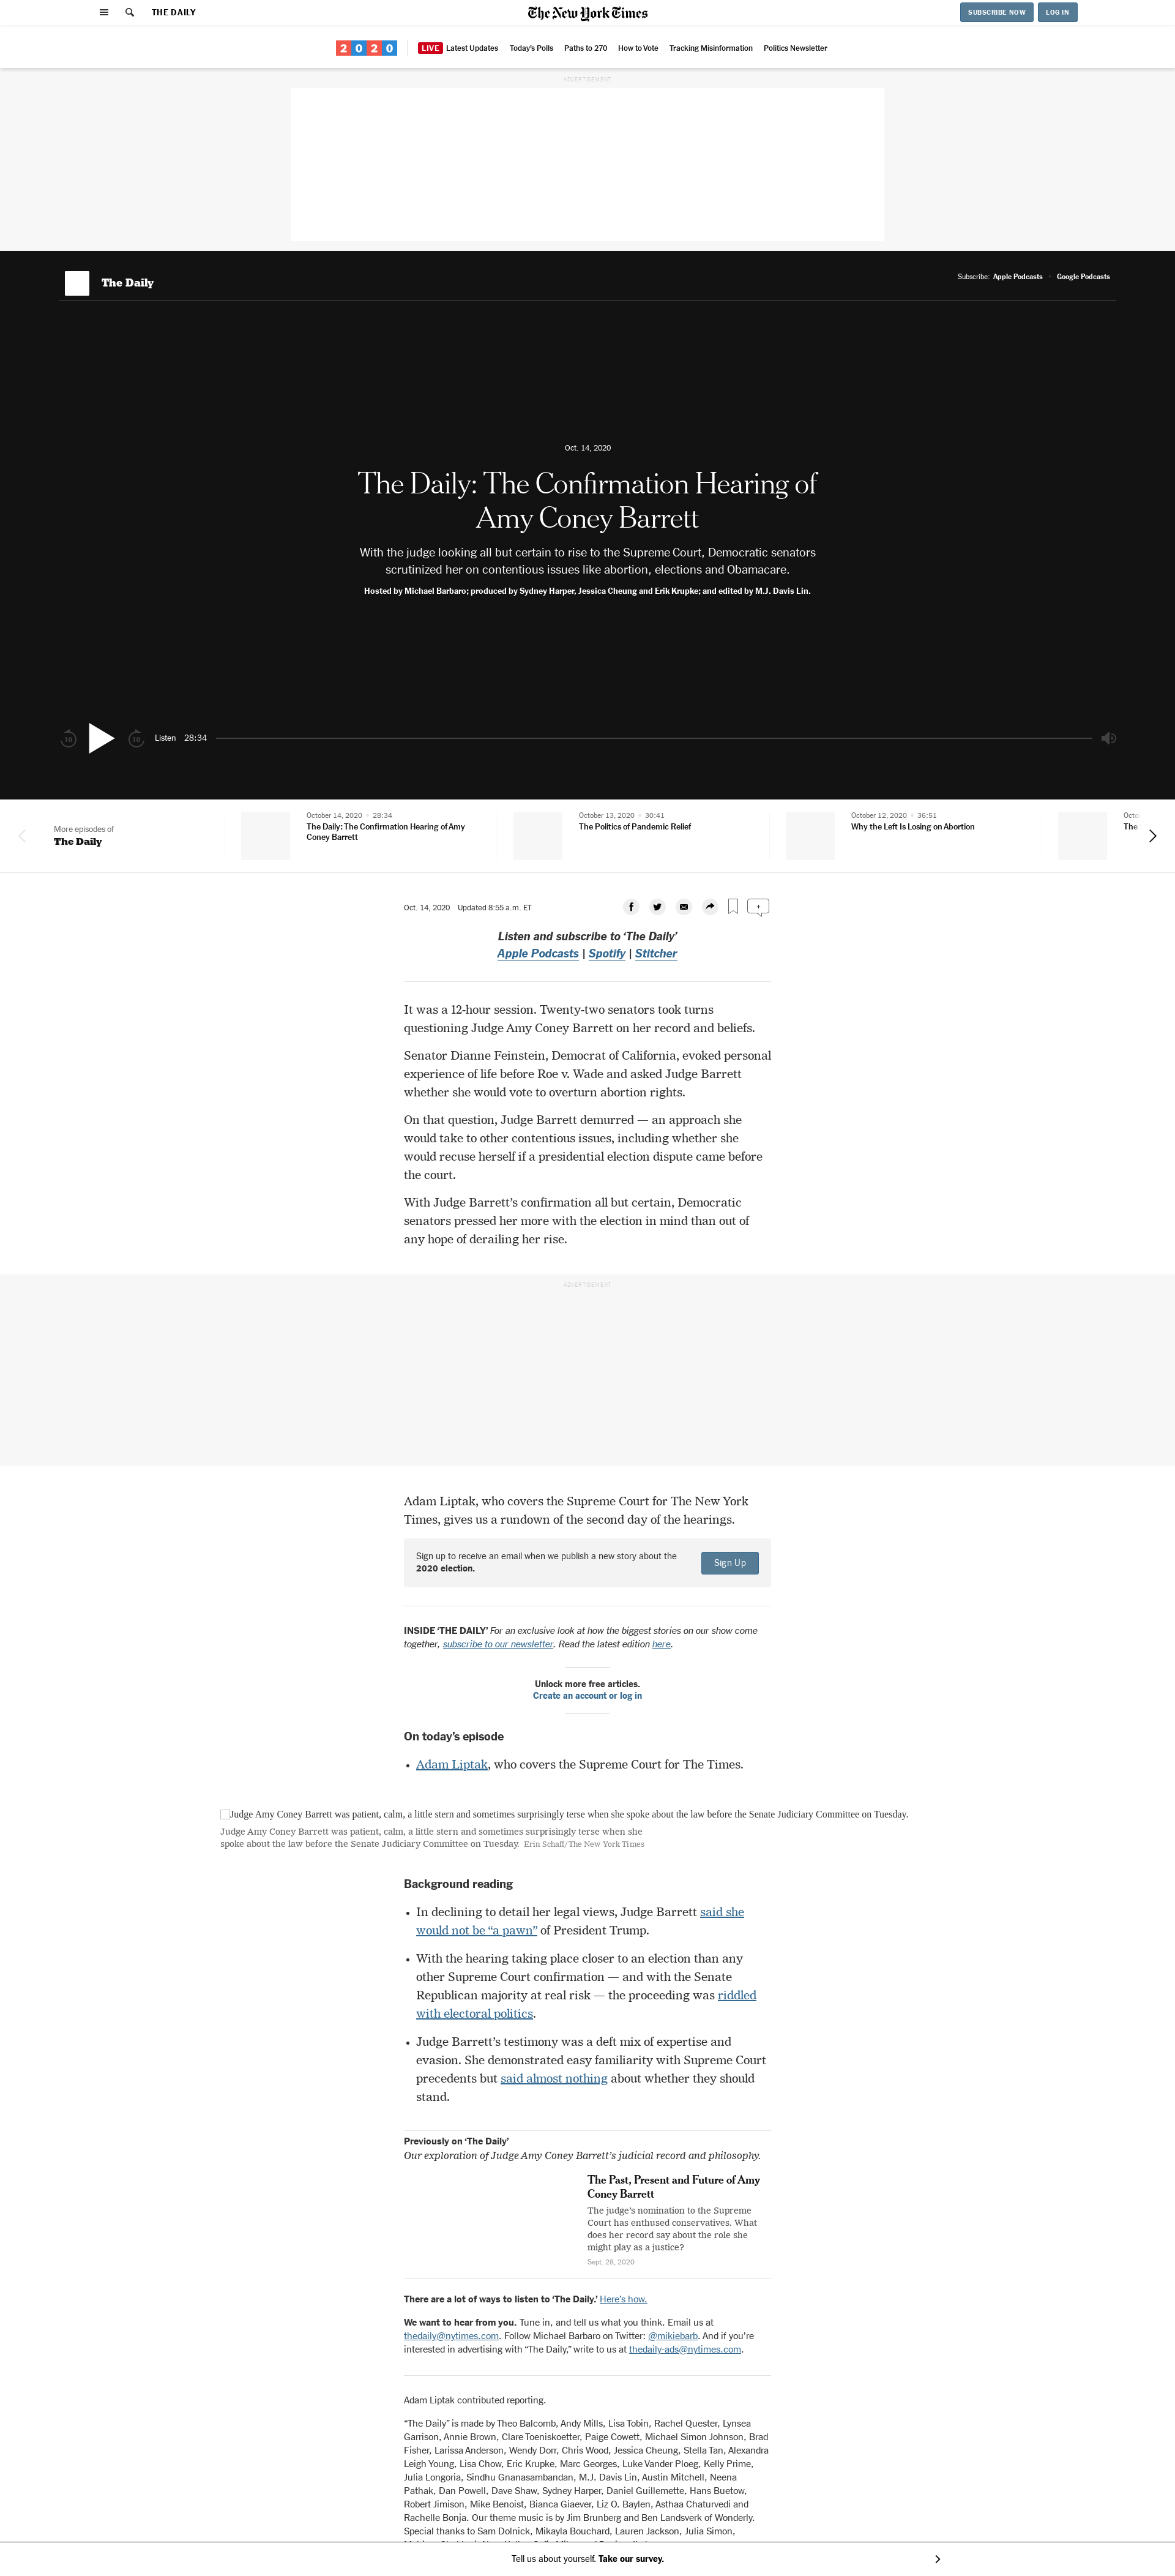 THE DAILY
The New York Times
SUBSCRIBE NOW
LOG IN
2020
LIVE Latest Updates
Today's Polls
Paths to 270
How to Vote
Tracking Misinformation
Politics Newsletter
ADVERTISEMENT
The Daily
Subscribe: Apple Podcasts
Google Podcasts
Oct. 14, 2020
The Daily: The Confirmation Hearing of
Amy Coney Barrett
With the judge looking all but certain to rise to the Supreme Court, Democratic senators
scrutinized her on contentious issues like abortion, elections and Obamacare.
Hosted by Michael Barbaro; produced by Sydney Harper, Jessica Cheung and Erik Krupke; and edited by M.J. Davis Lin.
10
10
Listen 28:34
More episodes of
The Daily
October 14, 2020 • 28:34
The Daily: The Confirmation Hearing of Amy
Coney Barrett
October 13, 2020 • 30:41
The Politics of Pandemic Relief
October 12, 2020 • 36:51
Why the Left Is Losing on Abortion
The
Oct. 14, 2020 Updated 8:55 a.m. ET
Listen and subscribe to ‘The Daily’
Apple Podcasts | Spotify | Stitcher
It was a 12-hour session. Twenty-two senators took turns
questioning Judge Amy Coney Barrett on her record and beliefs.
Senator Dianne Feinstein, Democrat of California, evoked personal
experience of life before Roe v. Wade and asked Judge Barrett
whether she would vote to overturn abortion rights.
On that question, Judge Barrett demurred — an approach she
would take to other contentious issues, including whether she
would recuse herself if a presidential election dispute came before
the court.
With Judge Barrett’s confirmation all but certain, Democratic
senators pressed her more with the election in mind than out of
any hope of derailing her rise.
ADVERTISEMENT
Adam Liptak, who covers the Supreme Court for The New York
Times, gives us a rundown of the second day of the hearings.
Sign up to receive an email when we publish a new story about the
2020 election.
Sign Up
INSIDE ‘THE DAILY’ For an exclusive look at how the biggest stories on our show come
together, subscribe to our newsletter. Read the latest edition here.
Unlock more free articles.
Create an account or log in
On today’s episode
• Adam Liptak, who covers the Supreme Court for The Times.
Judge Amy Coney Barrett was patient, calm, a little stern and sometimes surprisingly terse when she spoke about the law before the Senate Judiciary Committee on Tuesday.
Judge Amy Coney Barrett was patient, calm, a little stern and sometimes surprisingly terse when she
spoke about the law before the Senate Judiciary Committee on Tuesday. Erin Schaff/The New York Times
Background reading
• In declining to detail her legal views, Judge Barrett said she
would not be “a pawn” of President Trump.
• With the hearing taking place closer to an election than any
other Supreme Court confirmation — and with the Senate
Republican majority at real risk — the proceeding was riddled
with electoral politics.
• Judge Barrett’s testimony was a deft mix of expertise and
evasion. She demonstrated easy familiarity with Supreme Court
precedents but said almost nothing about whether they should
stand.
Previously on ‘The Daily’
Our exploration of Judge Amy Coney Barrett’s judicial record and philosophy.
The Past, Present and Future of Amy
Coney Barrett
The judge’s nomination to the Supreme
Court has enthused conservatives. What
does her record say about the role she
might play as a justice?
Sept. 28, 2020
There are a lot of ways to listen to ‘The Daily.’ Here’s how.
We want to hear from you. Tune in, and tell us what you think. Email us at
thedaily@nytimes.com. Follow Michael Barbaro on Twitter: @mikiebarb. And if you’re
interested in advertising with “The Daily,” write to us at thedaily-ads@nytimes.com.
Adam Liptak contributed reporting.
“The Daily” is made by Theo Balcomb, Andy Mills, Lisa Tobin, Rachel Quester, Lynsea
Garrison, Annie Brown, Clare Toeniskoetter, Paige Cowett, Michael Simon Johnson, Brad
Fisher, Larissa Anderson, Wendy Dorr, Chris Wood, Jessica Cheung, Stella Tan, Alexandra
Leigh Young, Lisa Chow, Eric Krupke, Marc Georges, Luke Vander Ploeg, Kelly Prime,
Julia Longoria, Sindhu Gnanasambandan, M.J. Davis Lin, Austin Mitchell, Neena
Pathak, Dan Powell, Dave Shaw, Sydney Harper, Daniel Guillemette, Hans Buetow,
Robert Jimison, Mike Benoist, Bianca Giaever, Liz O. Baylen, Asthaa Chaturvedi and
Rachelle Bonja. Our theme music is by Jim Brunberg and Ben Landsverk of Wonderly.
Special thanks to Sam Dolnick, Mikayla Bouchard, Lauren Jackson, Julia Simon,
Tell us about yourself. Take our survey.